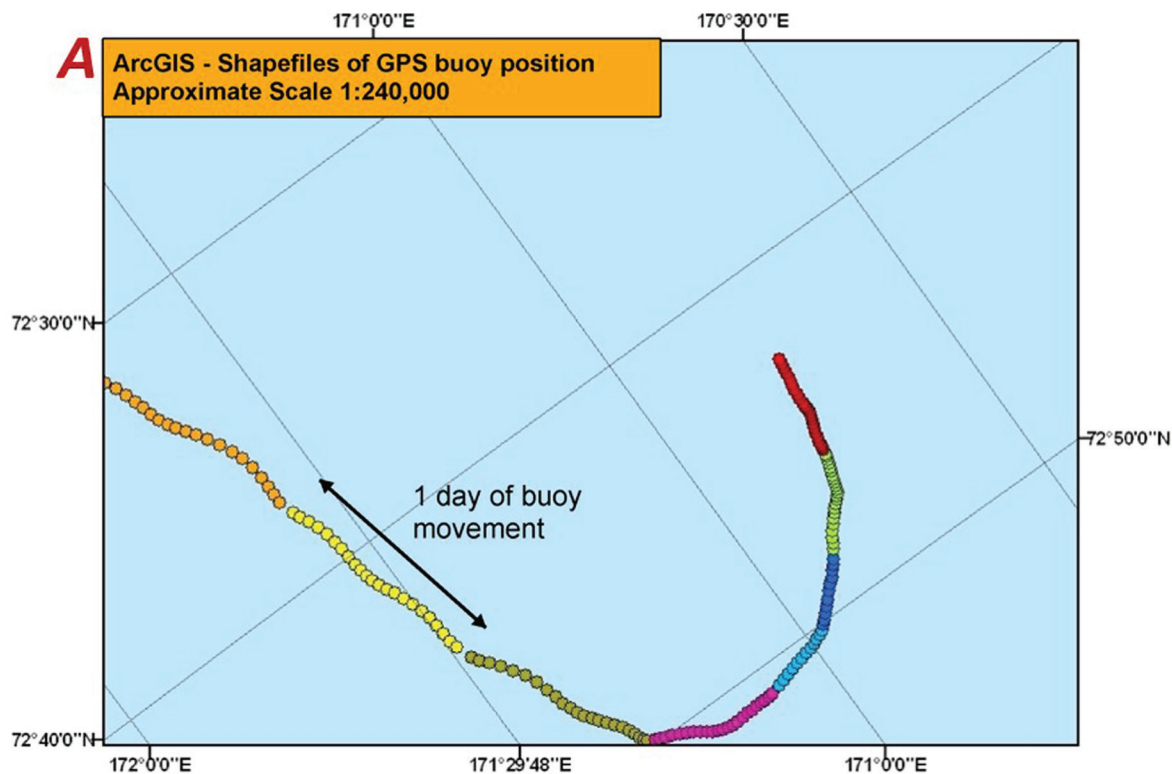 171°0'0"E
170°30'0"E
A
ArcGIS - Shapefiles of GPS buoy position
Approximate Scale 1:240,000
72°30'0"N
72°50'0"N
1 day of buoy
movement
72°40'0"N
172°0'0"E
171°29'48"E
171°0'0"E